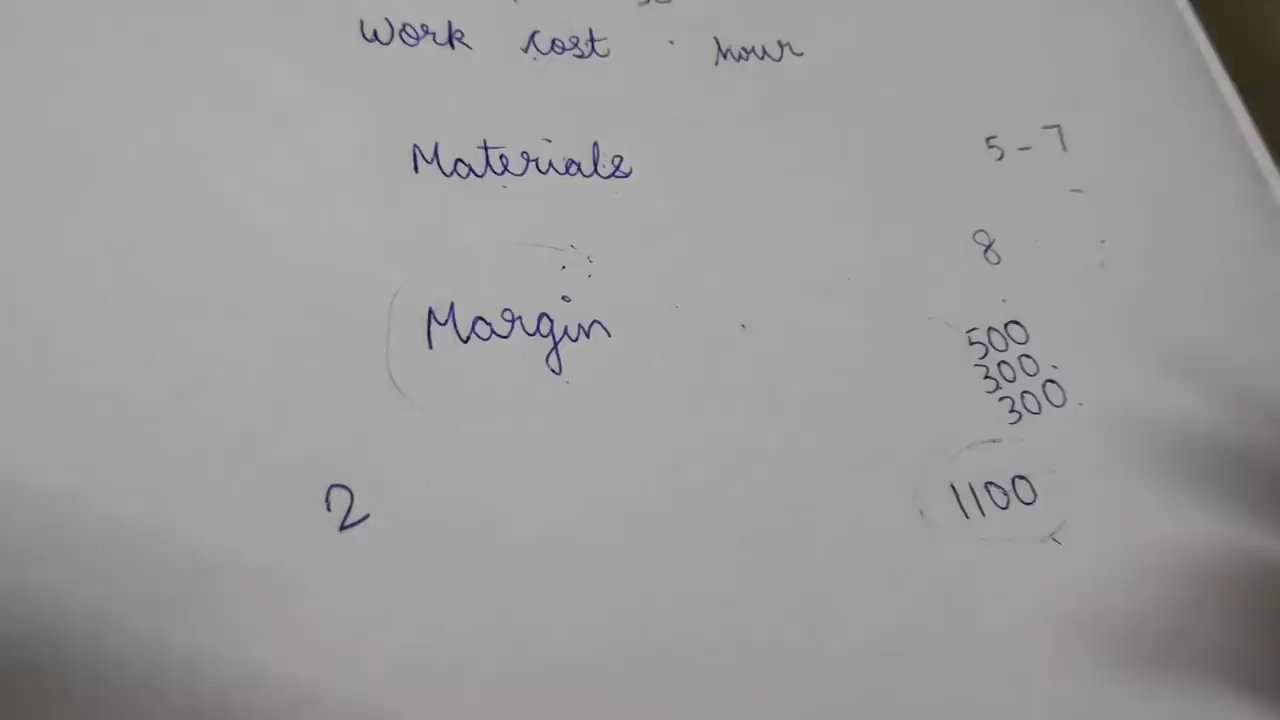 Work cost . hour
Materials 5-7
8
Margin 500
300.
300.
2 1100